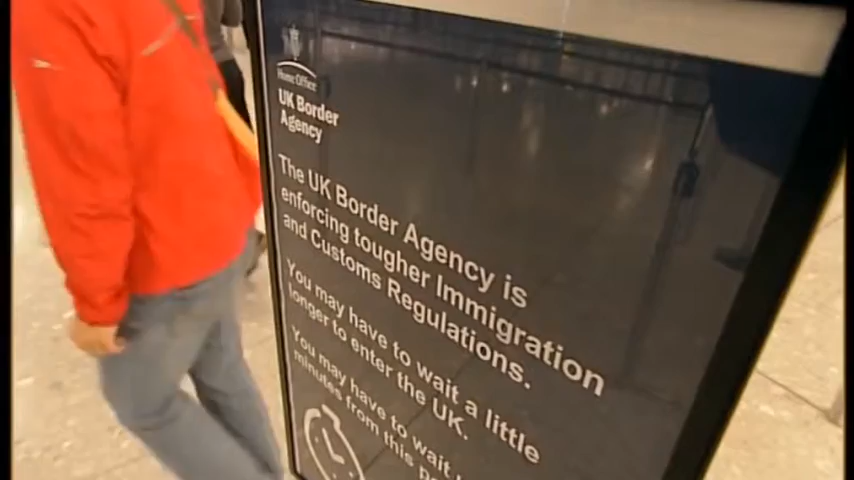 Home Office
UK Border
Agency
The UK Border Agency is
enforcing tougher Immigration
and Customs Regulations.
You may have to wait a little
longer to enter the UK.
You may have to wait
minutes from this